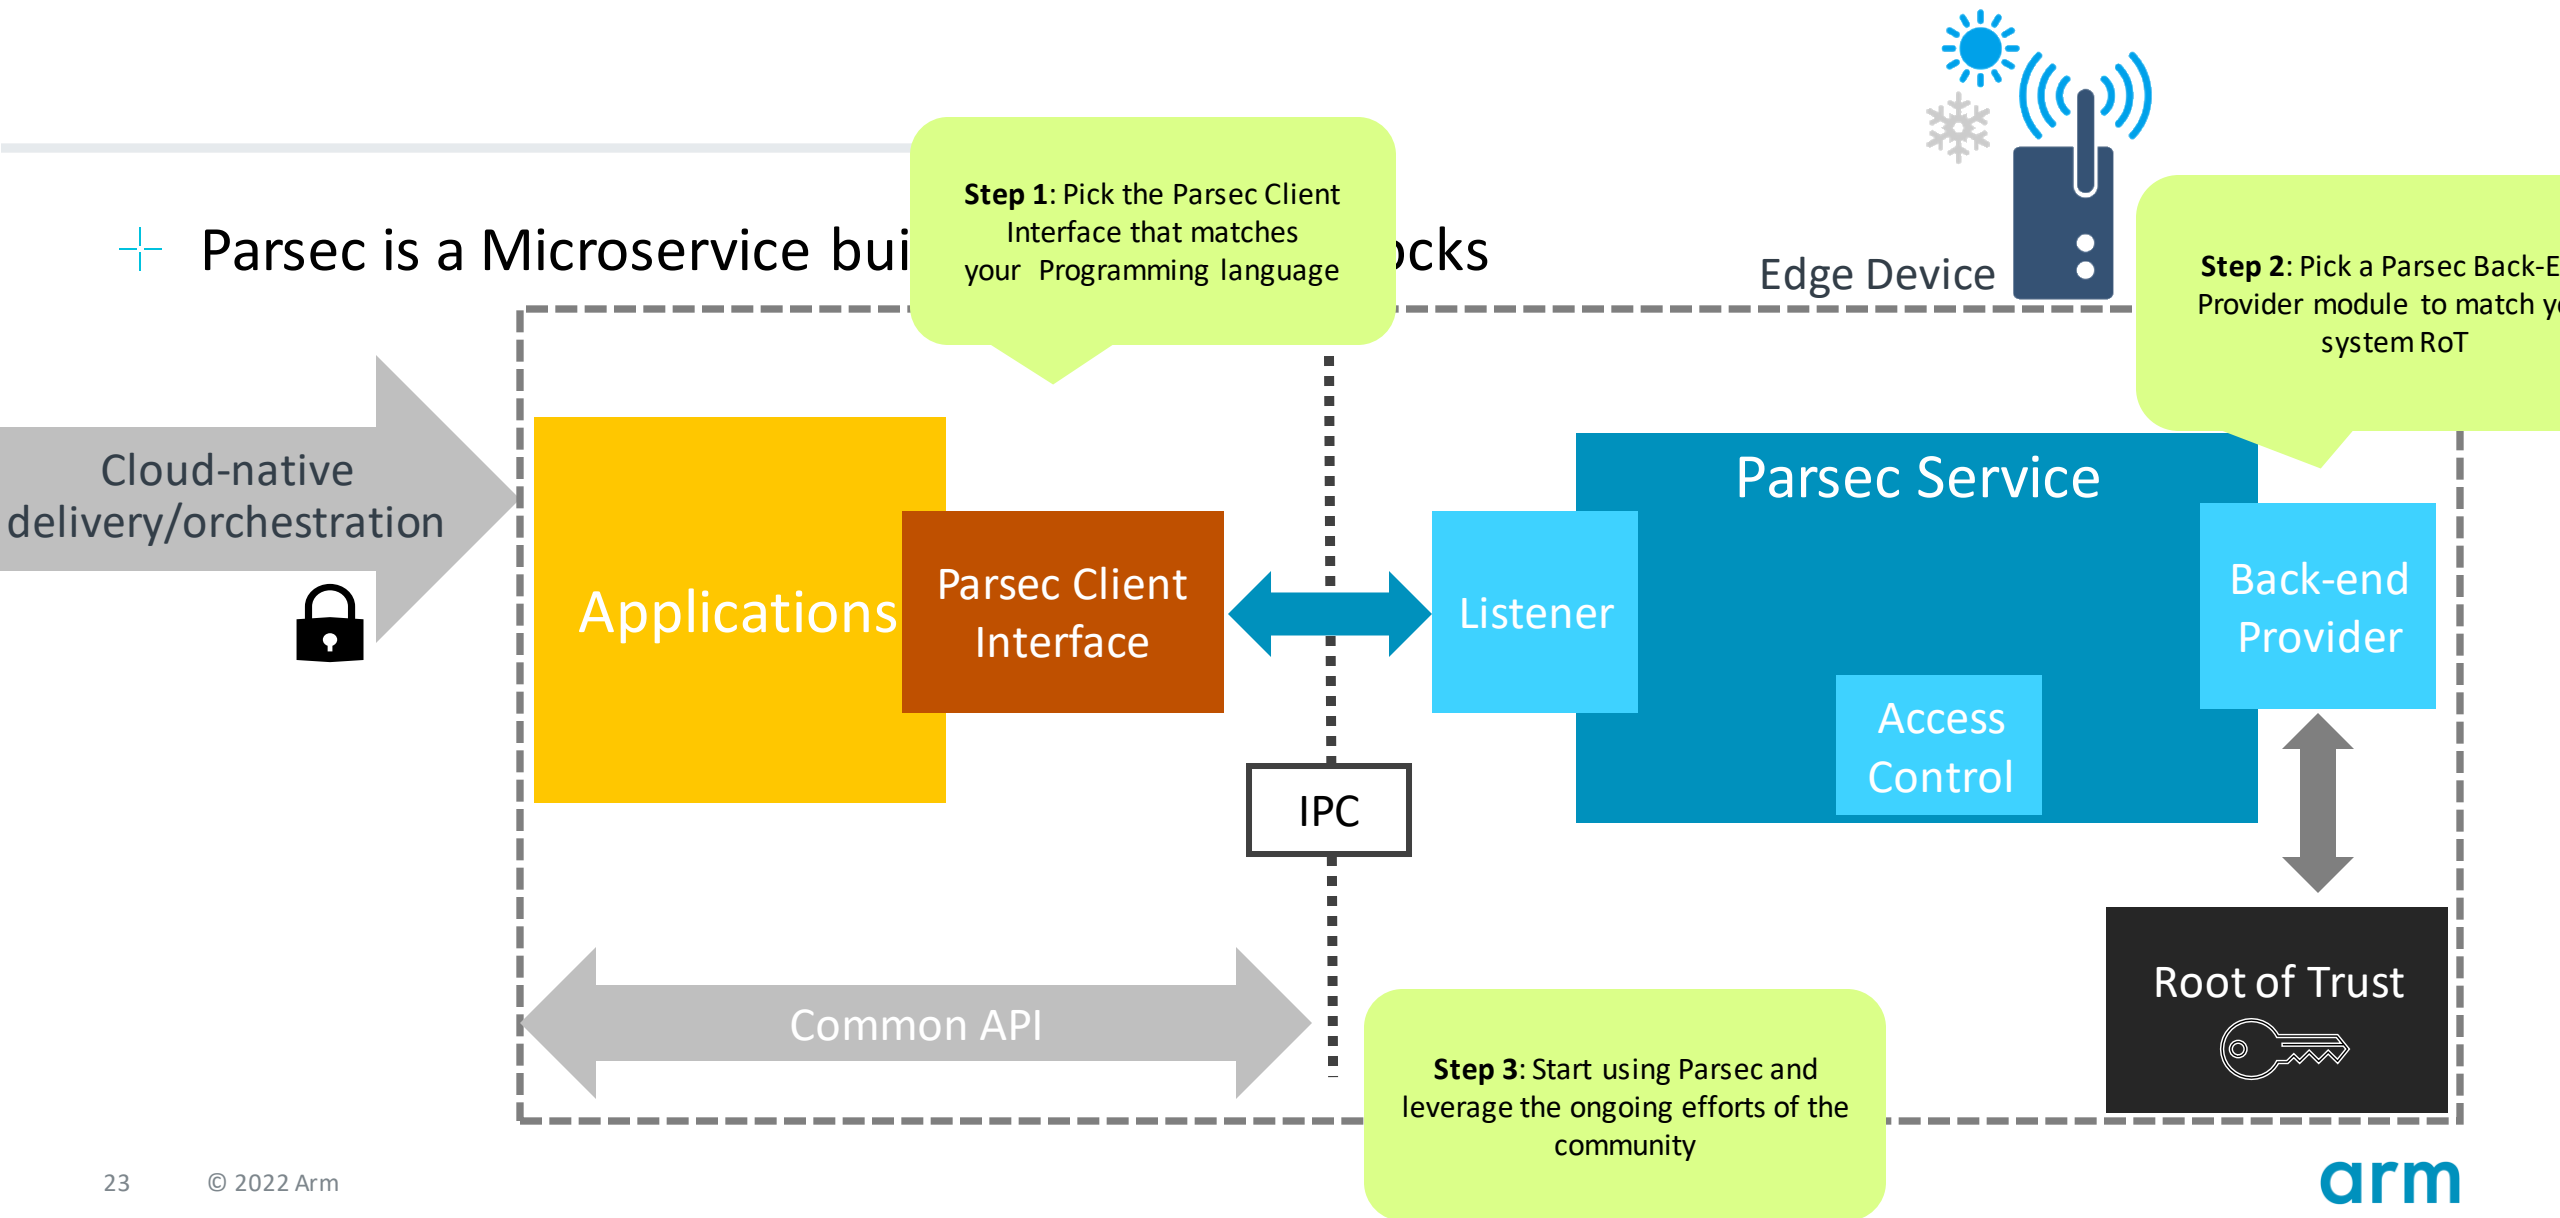 Step 1: Pick the Parsec Client
Interface that matches
your Programming language
Parsec is a Microservice
Edge Device
Step 2: Pick a Parsec
Provider module to match
system RoT
Cloud-native
delivery/orchestration
Applications
Parsec Client
Interface
Listener
Parsec Service
Access
Control
Back-end
Provider
IPC
Common API
Root of Trust
Step 3: Start using Parsec and
leverage the ongoing efforts of the
community
23 © 2022 Arm
arm